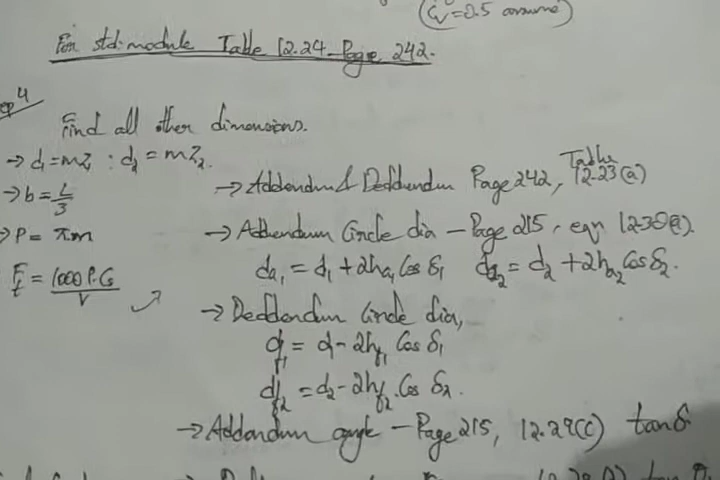 (Cv=0.5 assume)
For std. module Table 12.24 Page 242.
ep 4
Find all other dimensions.
→ d₁=mZ₁ : d₂=mZ₂.
→ b = L/3
→ P = πm
Ft = 1000 P.Cs/V
→ Addendum & Deddendum Page 242, Table 12-23(a)
→ Addendum Circle dia – Page 215, eqn 12.30(a).
da₁ = d₁ + 2ha₁ Cos δ₁ da₂ = d₂ + 2ha₂ Cos δ₂.
→ Deddendum Circle dia,
df₁ = d₁ - 2hf₁ Cos δ₁
df₂ = d₂ - 2hf₂. Cos δ₂.
→ Addendum angle – Page 215, 12.29(c) tan δ